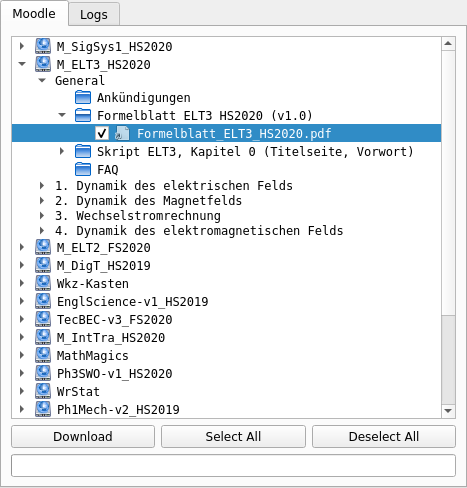 Moodle
Logs
M_SigSys1_HS2020
M_ELT3_HS2020
General
Ankündigungen
Formelblatt ELT3 HS2020 (v1.0)
Formelblatt_ELT3_HS2020.pdf
Skript ELT3, Kapitel 0 (Titelseite, Vorwort)
FAQ
1. Dynamik des elektrischen Felds
2. Dynamik des Magnetfelds
3. Wechselstromrechnung
4. Dynamik des elektromagnetischen Felds
M_ELT2_FS2020
M_DigT_HS2019
Wkz-Kasten
EnglScience-v1_HS2019
TecBEC-v3_FS2020
M_IntTra_HS2020
MathMagics
Ph3SWO-v1_HS2020
WrStat
Ph1Mech-v2_HS2019
Download
Select All
Deselect All